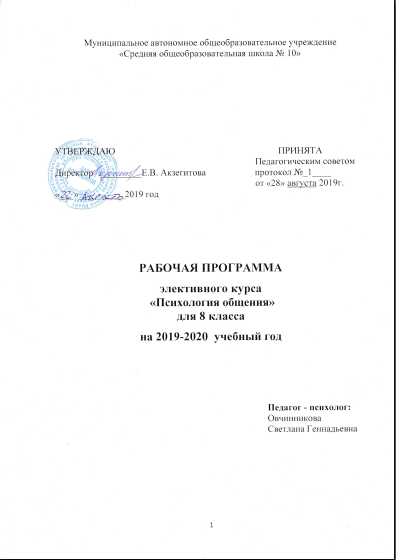 Муниципальное автономное общеобразовательное учреждение
«Средняя общеобразовательная школа № 10»
УТВЕРЖДАЮ
ПРИНЯТА
Педагогическим советом
Директор Е.В. Акзегитова
протокол №_1____
от «28» августа 2019г.
« » августа 2019 год
РАБОЧАЯ ПРОГРАММА
элективного курса
«Психология общения»
для 8 класса
на 2019-2020 учебный год
Педагог - психолог:
Овчинникова
Светлана Геннадьевна
1